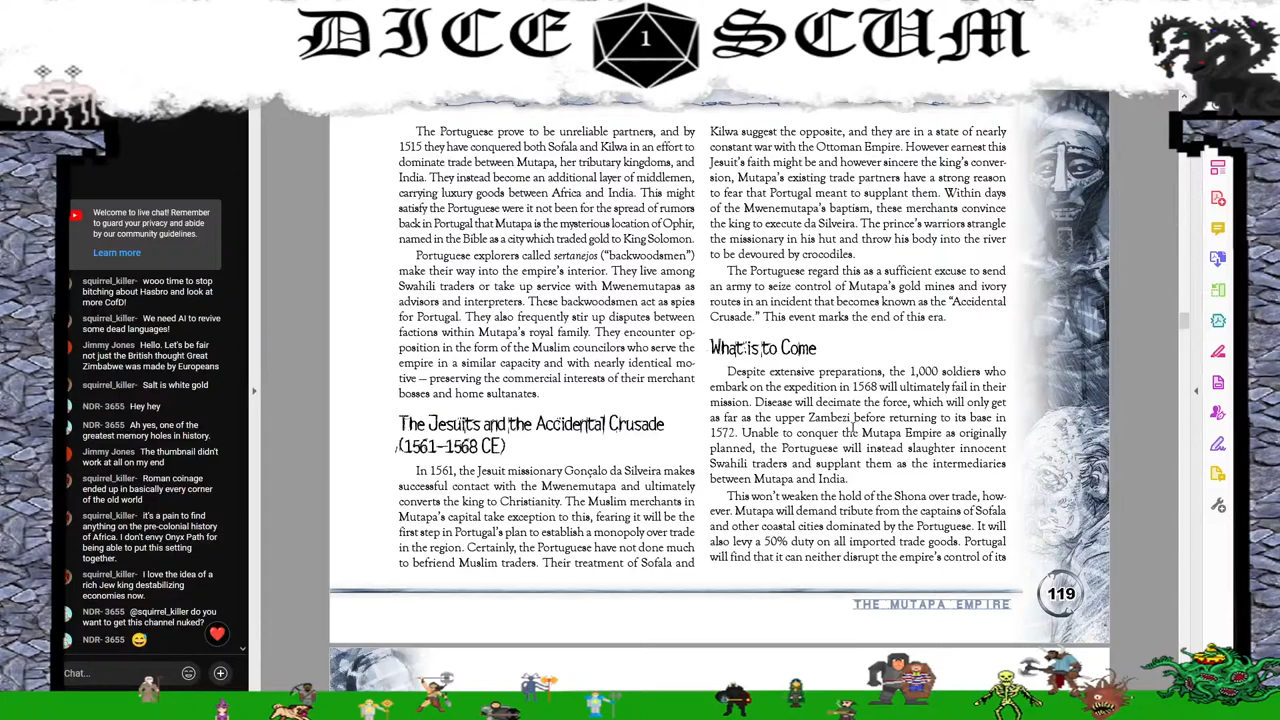 DICE 1 SCUM
Welcome to live chat! Remember
to guard your privacy and abide
by our community guidelines.
Learn more
squirrel_killer- wooo time to stop
bitching about Hasbro and look at
more CofD!
squirrel_killer- We need AI to revive
some dead languages!
Jimmy Jones Hello. Let's be fair
not just the British thought Great
Zimbabwe was made by Europeans
squirrel_killer- Salt is white gold
NDR- 3655 Hey hey
NDR- 3655 Ah yes, one of the
greatest memory holes in history.
Jimmy Jones The thumbnail didn't
work at all on my end
squirrel_killer- Roman coinage
ended up in basically every corner
of the old world
squirrel_killer- it's a pain to find
anything on the pre-colonial history
of Africa. I don't envy Onyx Path for
being able to put this setting
together.
squirrel_killer- I love the idea of a
rich Jew king destabilizing
economies now.
NDR- 3655 @squirrel_killer do you
want to get this channel nuked?
NDR- 3655 😅
Chat...
The Portuguese prove to be unreliable partners, and by
1515 they have conquered both Sofala and Kilwa in an effort to
dominate trade between Mutapa, her tributary kingdoms, and
India. They instead become an additional layer of middlemen,
carrying luxury goods between Africa and India. This might
satisfy the Portuguese were it not been for the spread of rumors
back in Portugal that Mutapa is the mysterious location of Ophir,
named in the Bible as a city which traded gold to King Solomon.
Portuguese explorers called sertanejos ("backwoodsmen")
make their way into the empire's interior. They live among
Swahili traders or take up service with Mwenemutapas as
advisors and interpreters. These backwoodsmen act as spies
for Portugal. They also frequently stir up disputes between
factions within Mutapa's royal family. They encounter op-
position in the form of the Muslim councilors who serve the
empire in a similar capacity and with nearly identical mo-
tive — preserving the commercial interests of their merchant
bosses and home sultanates.
The Jesuits and the Accidental Crusade
(1561–1568 CE)
In 1561, the Jesuit missionary Gonçalo da Silveira makes
successful contact with the Mwenemutapa and ultimately
converts the king to Christianity. The Muslim merchants in
Mutapa's capital take exception to this, fearing it will be the
first step in Portugal's plan to establish a monopoly over trade
in the region. Certainly, the Portuguese have not done much
to befriend Muslim traders. Their treatment of Sofala and
Kilwa suggest the opposite, and they are in a state of nearly
constant war with the Ottoman Empire. However earnest this
Jesuit's faith might be and however sincere the king's conver-
sion, Mutapa's existing trade partners have a strong reason
to fear that Portugal meant to supplant them. Within days
of the Mwenemutapa's baptism, these merchants convince
the king to execute da Silveira. The prince's warriors strangle
the missionary in his hut and throw his body into the river
to be devoured by crocodiles.
The Portuguese regard this as a sufficient excuse to send
an army to seize control of Mutapa's gold mines and ivory
routes in an incident that becomes known as the "Accidental
Crusade." This event marks the end of this era.
What is to Come
Despite extensive preparations, the 1,000 soldiers who
embark on the expedition in 1568 will ultimately fail in their
mission. Disease will decimate the force, which will only get
as far as the upper Zambezi before returning to its base in
1572. Unable to conquer the Mutapa Empire as originally
planned, the Portuguese will instead slaughter innocent
Swahili traders and supplant them as the intermediaries
between Mutapa and India.
This won't weaken the hold of the Shona over trade, how-
ever. Mutapa will demand tribute from the captains of Sofala
and other coastal cities dominated by the Portuguese. It will
also levy a 50% duty on all imported trade goods. Portugal
will find that it can neither disrupt the empire's control of its
THE MUTAPA EMPIRE
119